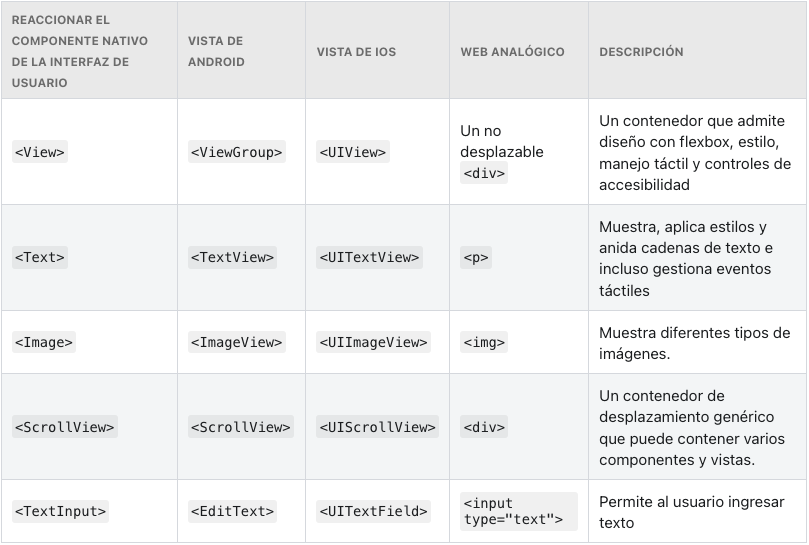 REACCIONAR EL
COMPONENTE NATIVO
DE LA INTERFAZ DE
USUARIO
VISTA DE
ANDROID
VISTA DE IOS
WEB ANALÓGICO
DESCRIPCIÓN
<View>
<ViewGroup>
<UIView>
Un no
desplazable
<div>
Un contenedor que admite
diseño con flexbox, estilo,
manejo táctil y controles de
accesibilidad
<Text>
<TextView>
<UITextView>
<p>
Muestra, aplica estilos y
anida cadenas de texto e
incluso gestiona eventos
táctiles
<Image>
<ImageView>
<UIImageView>
<img>
Muestra diferentes tipos de
imágenes.
<ScrollView>
<ScrollView>
<UIScrollView>
<div>
Un contenedor de
desplazamiento genérico
que puede contener varios
componentes y vistas.
<TextInput>
<EditText>
<UITextField>
<input
type="text">
Permite al usuario ingresar
texto